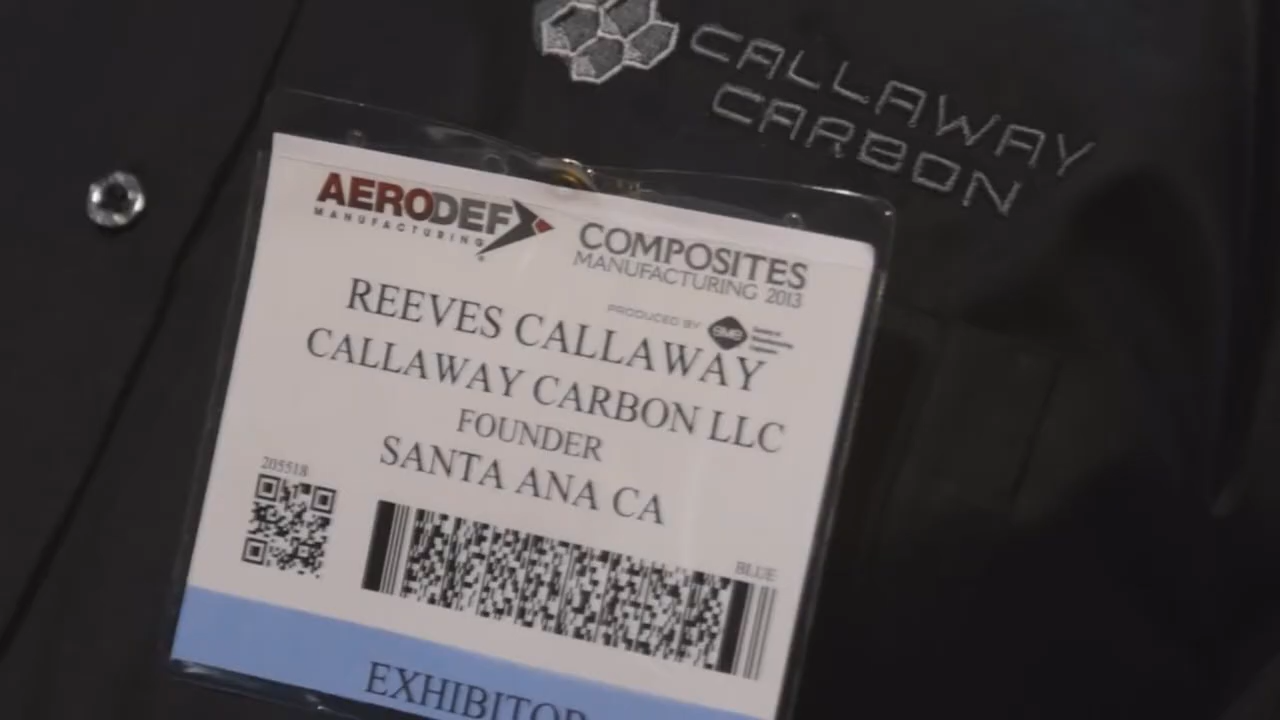 CALLAWAY
CARBON
AERODEF
MANUFACTURING
COMPOSITES
MANUFACTURING 2013
PRODUCED BY SME
REEVES CALLAWAY
CALLAWAY CARBON LLC
FOUNDER
SANTA ANA CA
205518
BLUE
EXHIBITOR